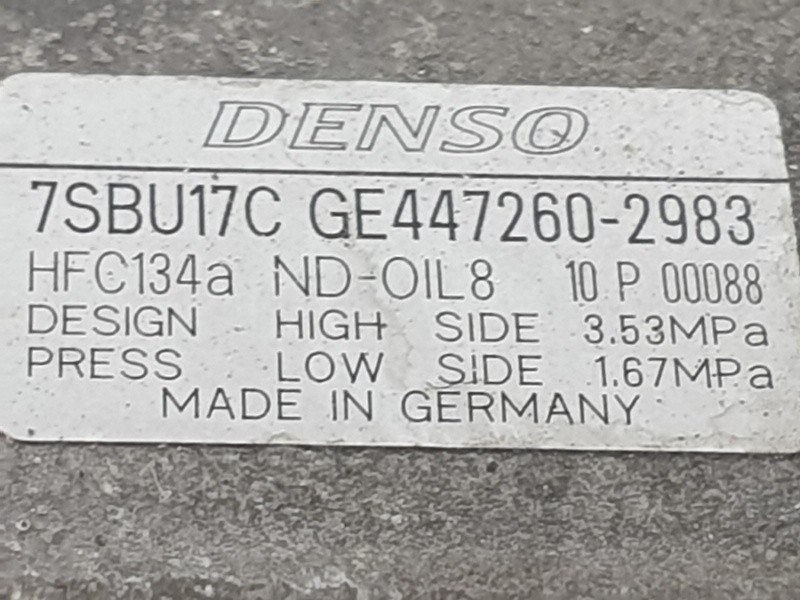 DENSO
7SBU17C GE447260-2983
HFC134a ND-OIL8 10 P 00088
DESIGN HIGH SIDE 3.53MPa
PRESS LOW SIDE 1.67MPa
MADE IN GERMANY